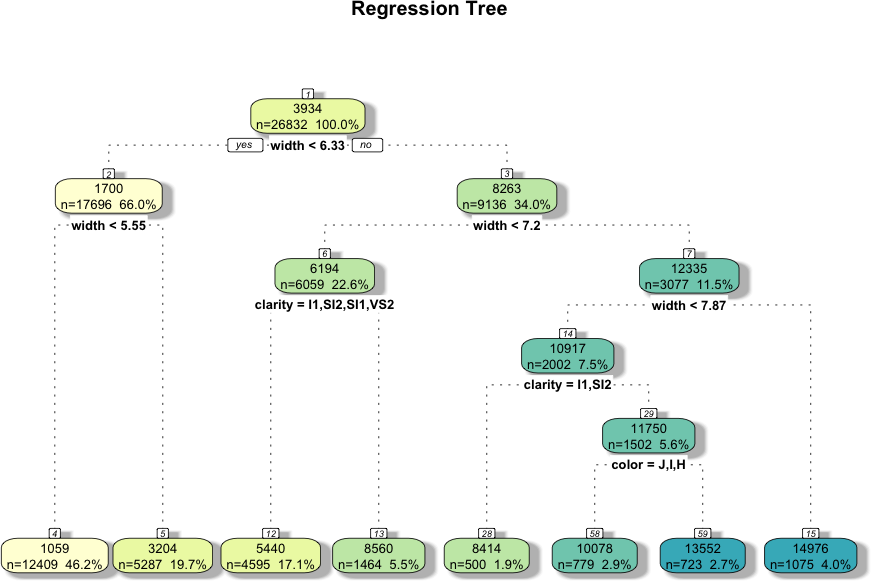 Regression Tree
1
3934
n=26832 100.0%
yes width < 6.33 no
2
1700
n=17696 66.0%
width < 5.55
3
8263
n=9136 34.0%
width < 7.2
6
6194
n=6059 22.6%
clarity = I1,SI2,SI1,VS2
7
12335
n=3077 11.5%
width < 7.87
14
10917
n=2002 7.5%
clarity = I1,SI2
29
11750
n=1502 5.6%
color = J,I,H
4
1059
n=12409 46.2%
5
3204
n=5287 19.7%
12
5440
n=4595 17.1%
13
8560
n=1464 5.5%
28
8414
n=500 1.9%
58
10078
n=779 2.9%
59
13552
n=723 2.7%
15
14976
n=1075 4.0%